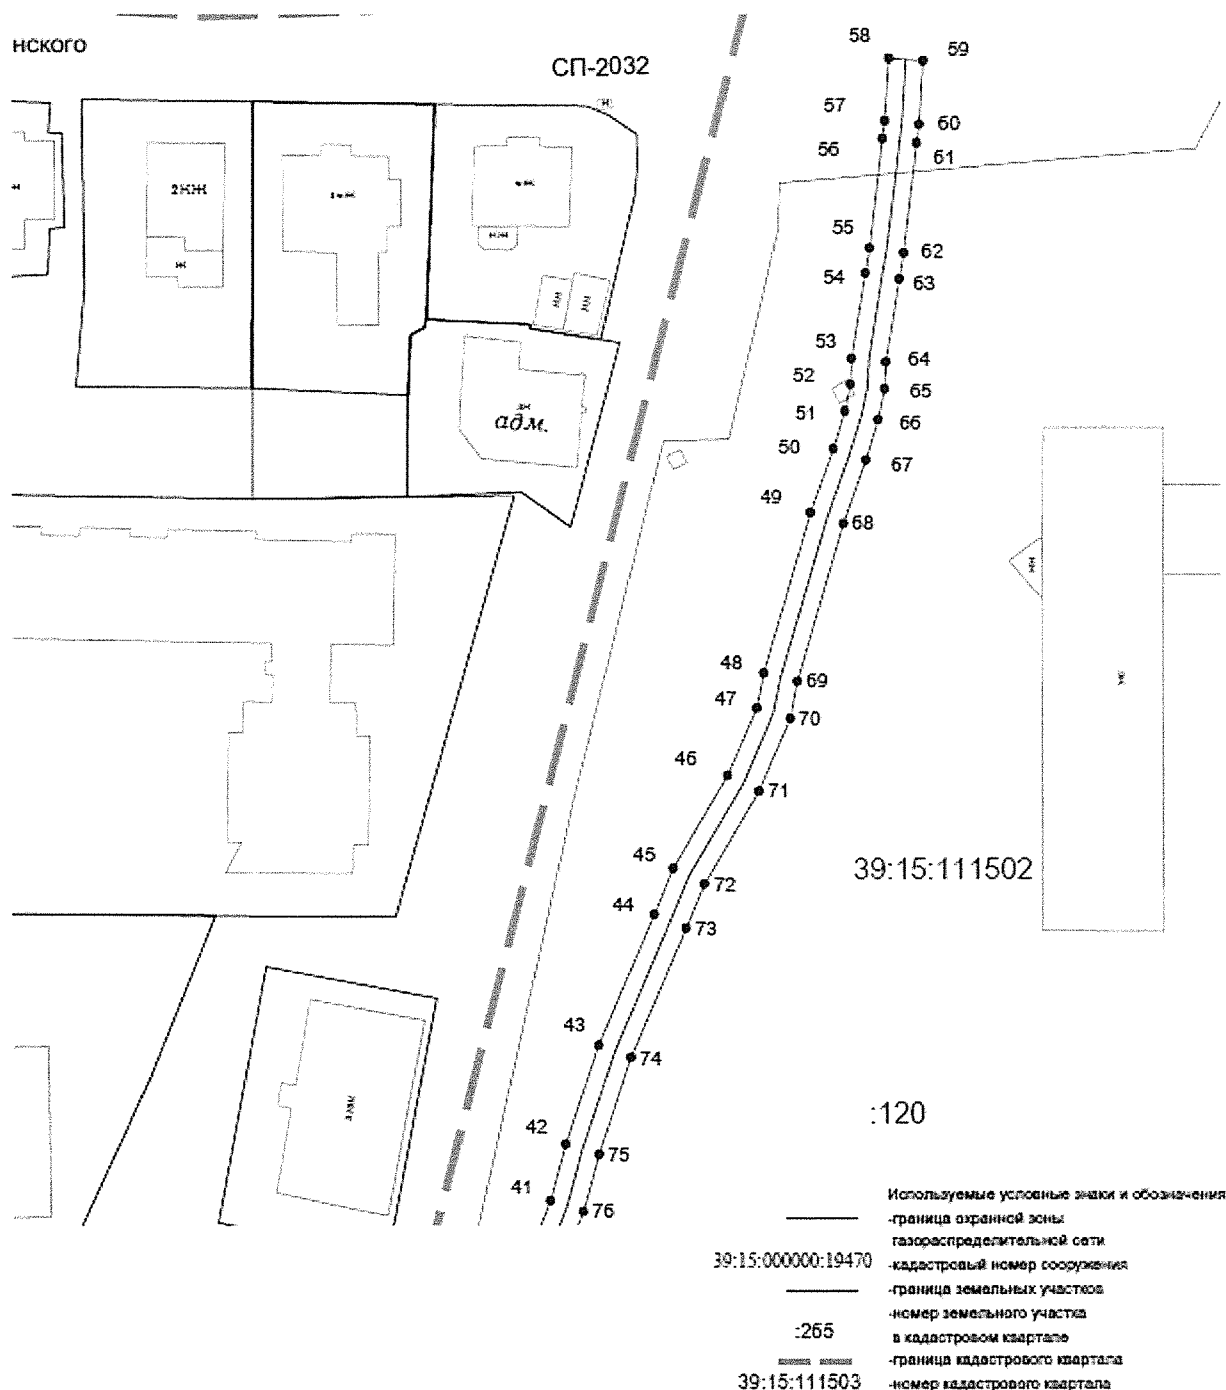 нского
СП-2032
58
59
57
60
56
61
2КЖ
Ж
55
62
54
63
53
64
52
65
51
66
адм.
50
67
49
68
48
69
47
70
46
71
45
72
39:15:111502
44
73
43
74
:120
42
75
41
76
Используемые условные знаки и обозначения
-граница охранной зоны
газораспределительной сети
39:15:000000:19470 -кадастровый номер сооружения
-граница земельных участков
-номер земельного участка
:265 в кадастровом квартале
-граница кадастрового квартала
39:15:111503 -номер кадастрового квартала